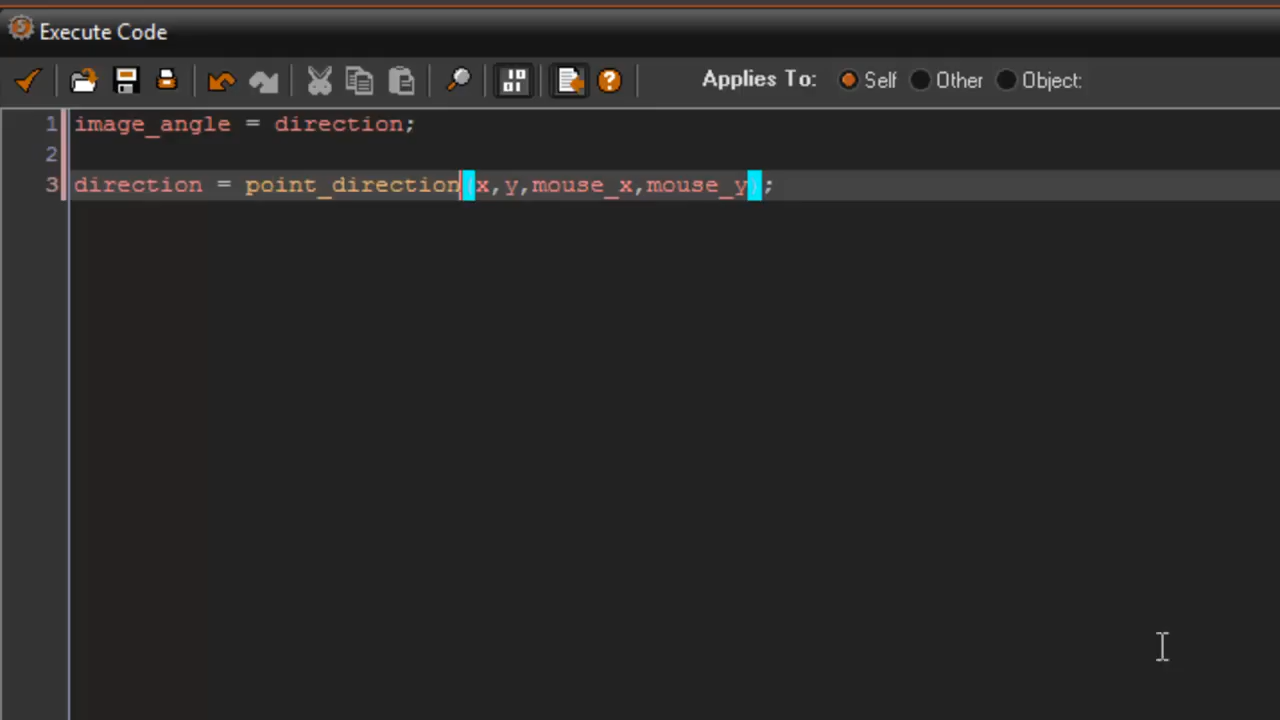 Execute Code
Applies To: Self Other Object:
1 image_angle = direction;
2
3 direction = point_direction(x,y,mouse_x,mouse_y);